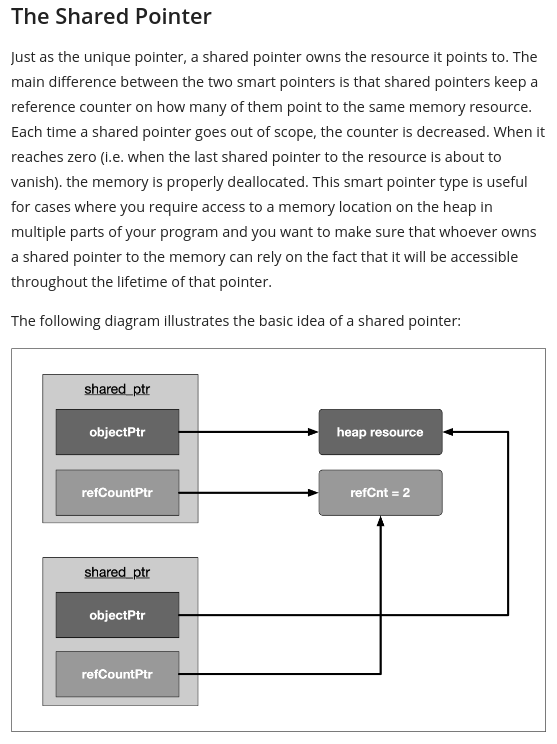 The Shared Pointer
Just as the unique pointer, a shared pointer owns the resource it points to. The
main difference between the two smart pointers is that shared pointers keep a
reference counter on how many of them point to the same memory resource.
Each time a shared pointer goes out of scope, the counter is decreased. When it
reaches zero (i.e. when the last shared pointer to the resource is about to
vanish). the memory is properly deallocated. This smart pointer type is useful
for cases where you require access to a memory location on the heap in
multiple parts of your program and you want to make sure that whoever owns
a shared pointer to the memory can rely on the fact that it will be accessible
throughout the lifetime of that pointer.
The following diagram illustrates the basic idea of a shared pointer:
shared_ptr
objectPtr
heap resource
refCountPtr
refCnt = 2
shared_ptr
objectPtr
refCountPtr